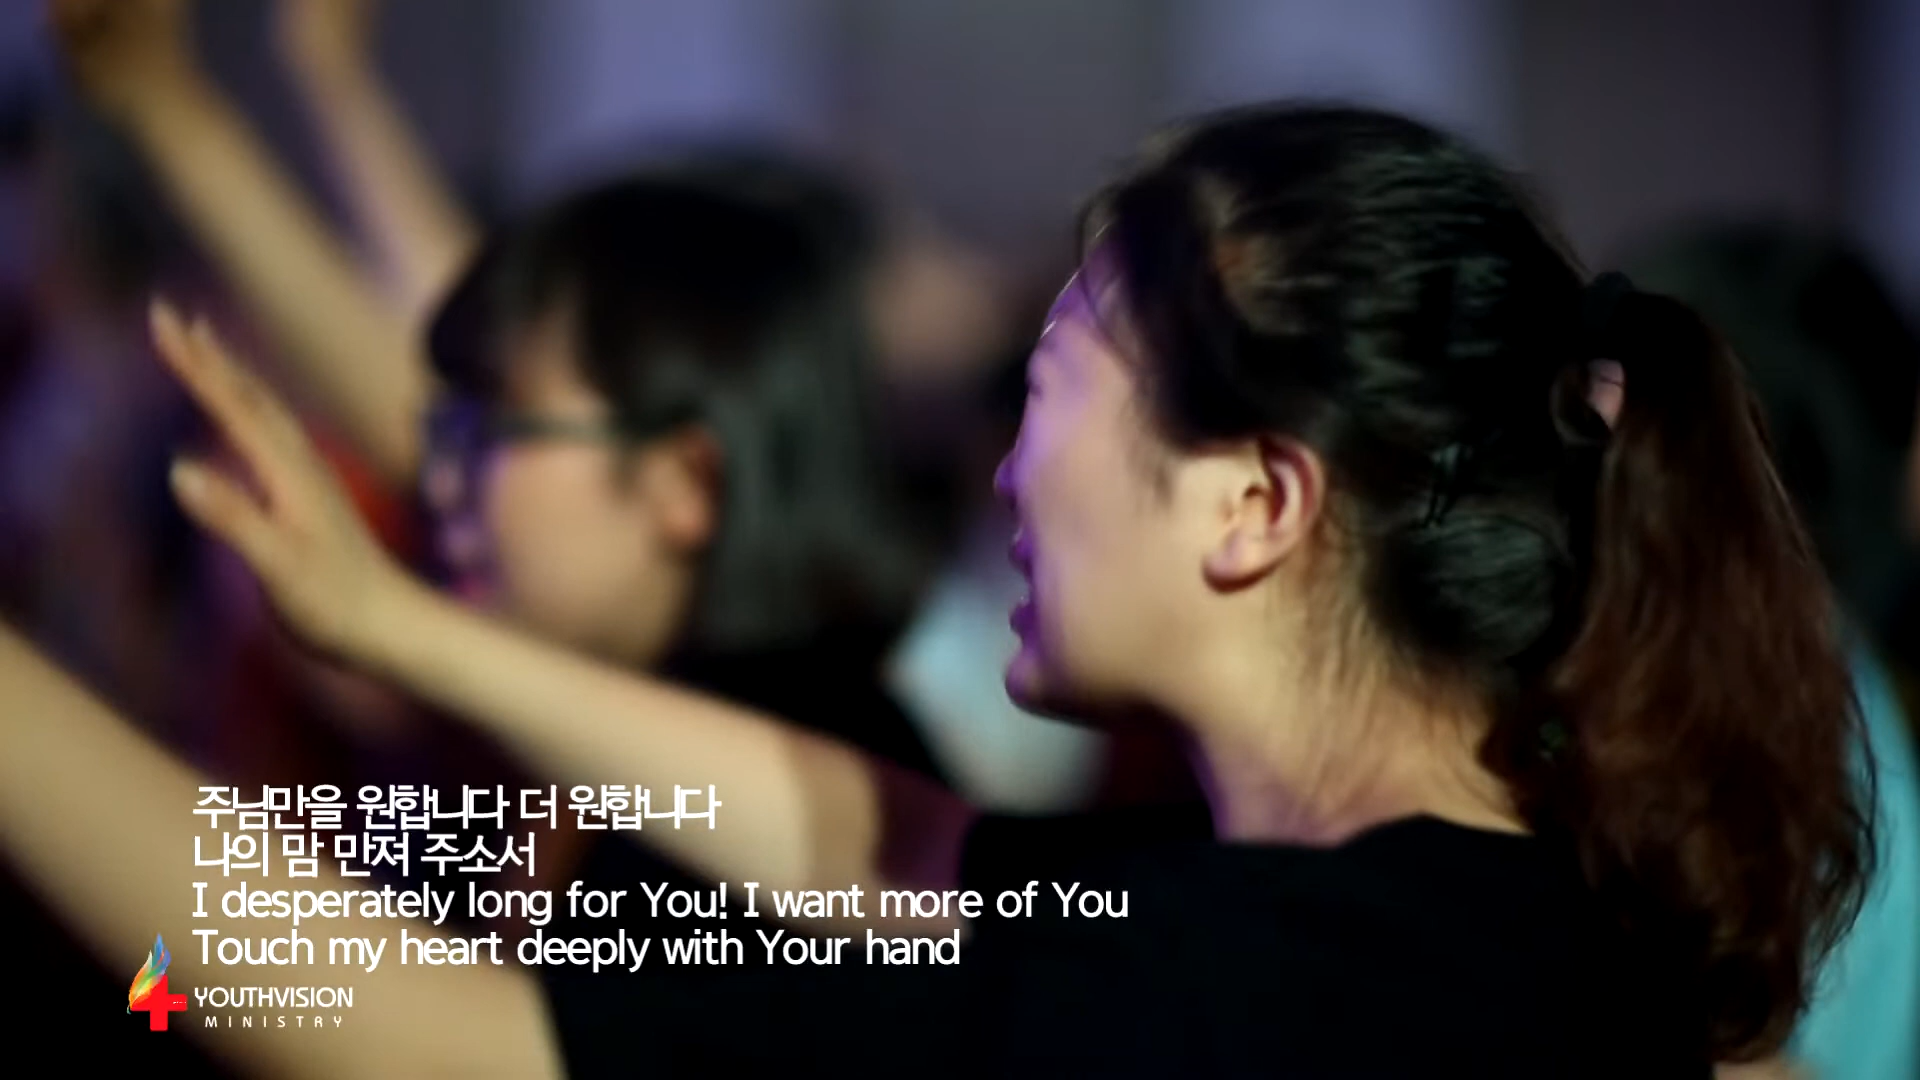 주님만을 원합니다 더 원합니다
나의 맘 만져 주소서
I desperately long for You! I want more of You
Touch my heart deeply with Your hand
YOUTHVISION
MINISTRY